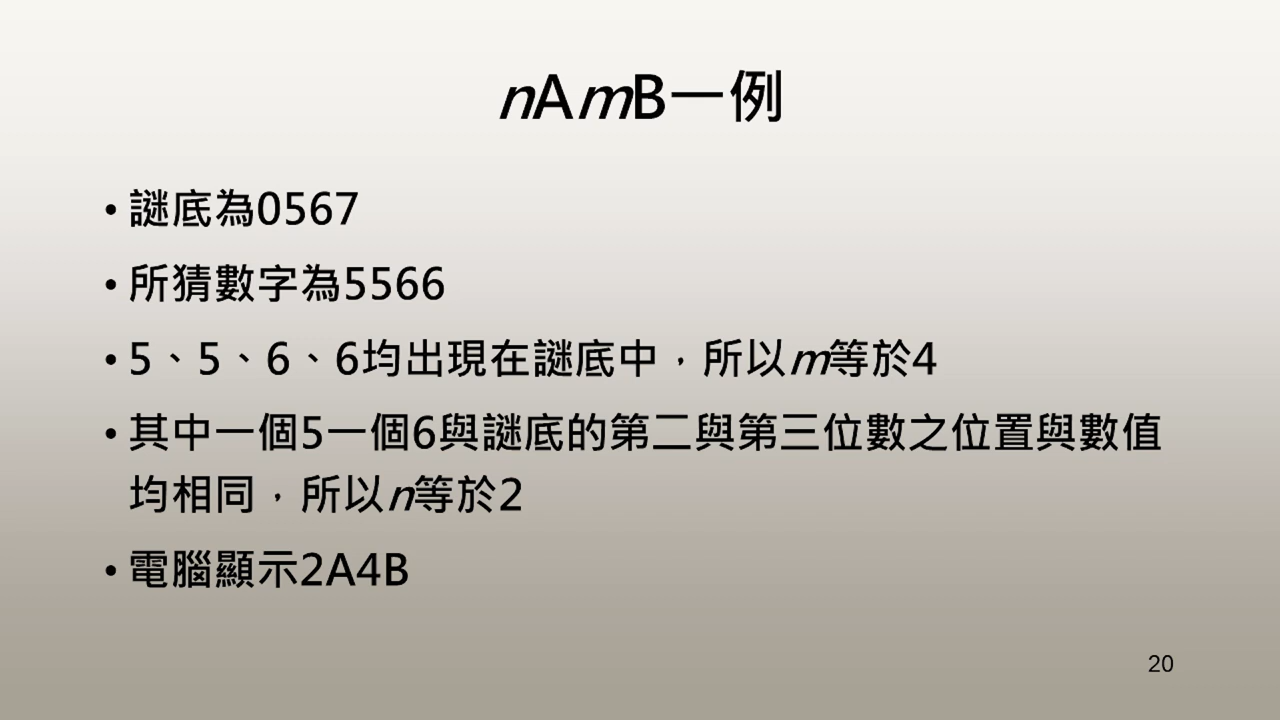 nAmB一例
• 謎底為0567
• 所猜數字為5566
• 5、5、6、6均出現在謎底中，所以m等於4
• 其中一個5一個6與謎底的第二與第三位數之位置與數值
均相同，所以n等於2
• 電腦顯示2A4B
20